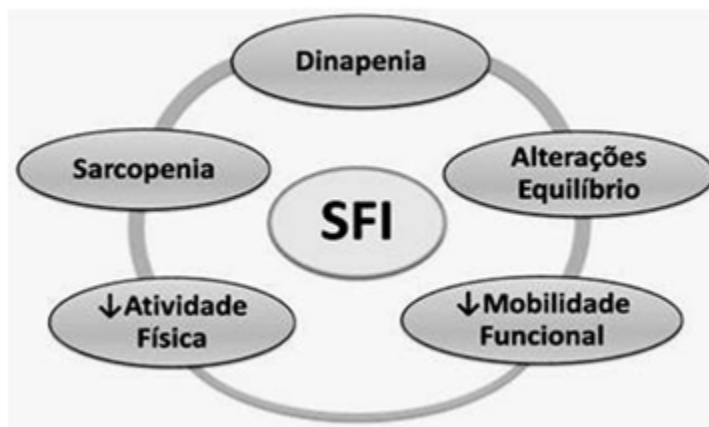 Dinapenia
Sarcopenia
Alterações
Equilíbrio
SFI
↓Atividade
Física
↓Mobilidade
Funcional